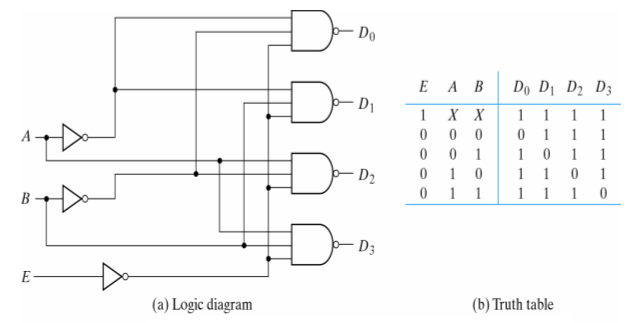 D0
D1
A
D2
B
D3
E
(a) Logic diagram
E A B D0 D1 D2 D3
1 X X 1 1 1 1
0 0 0 0 1 1 1
0 0 1 1 0 1 1
0 1 0 1 1 0 1
0 1 1 1 1 1 0
(b) Truth table